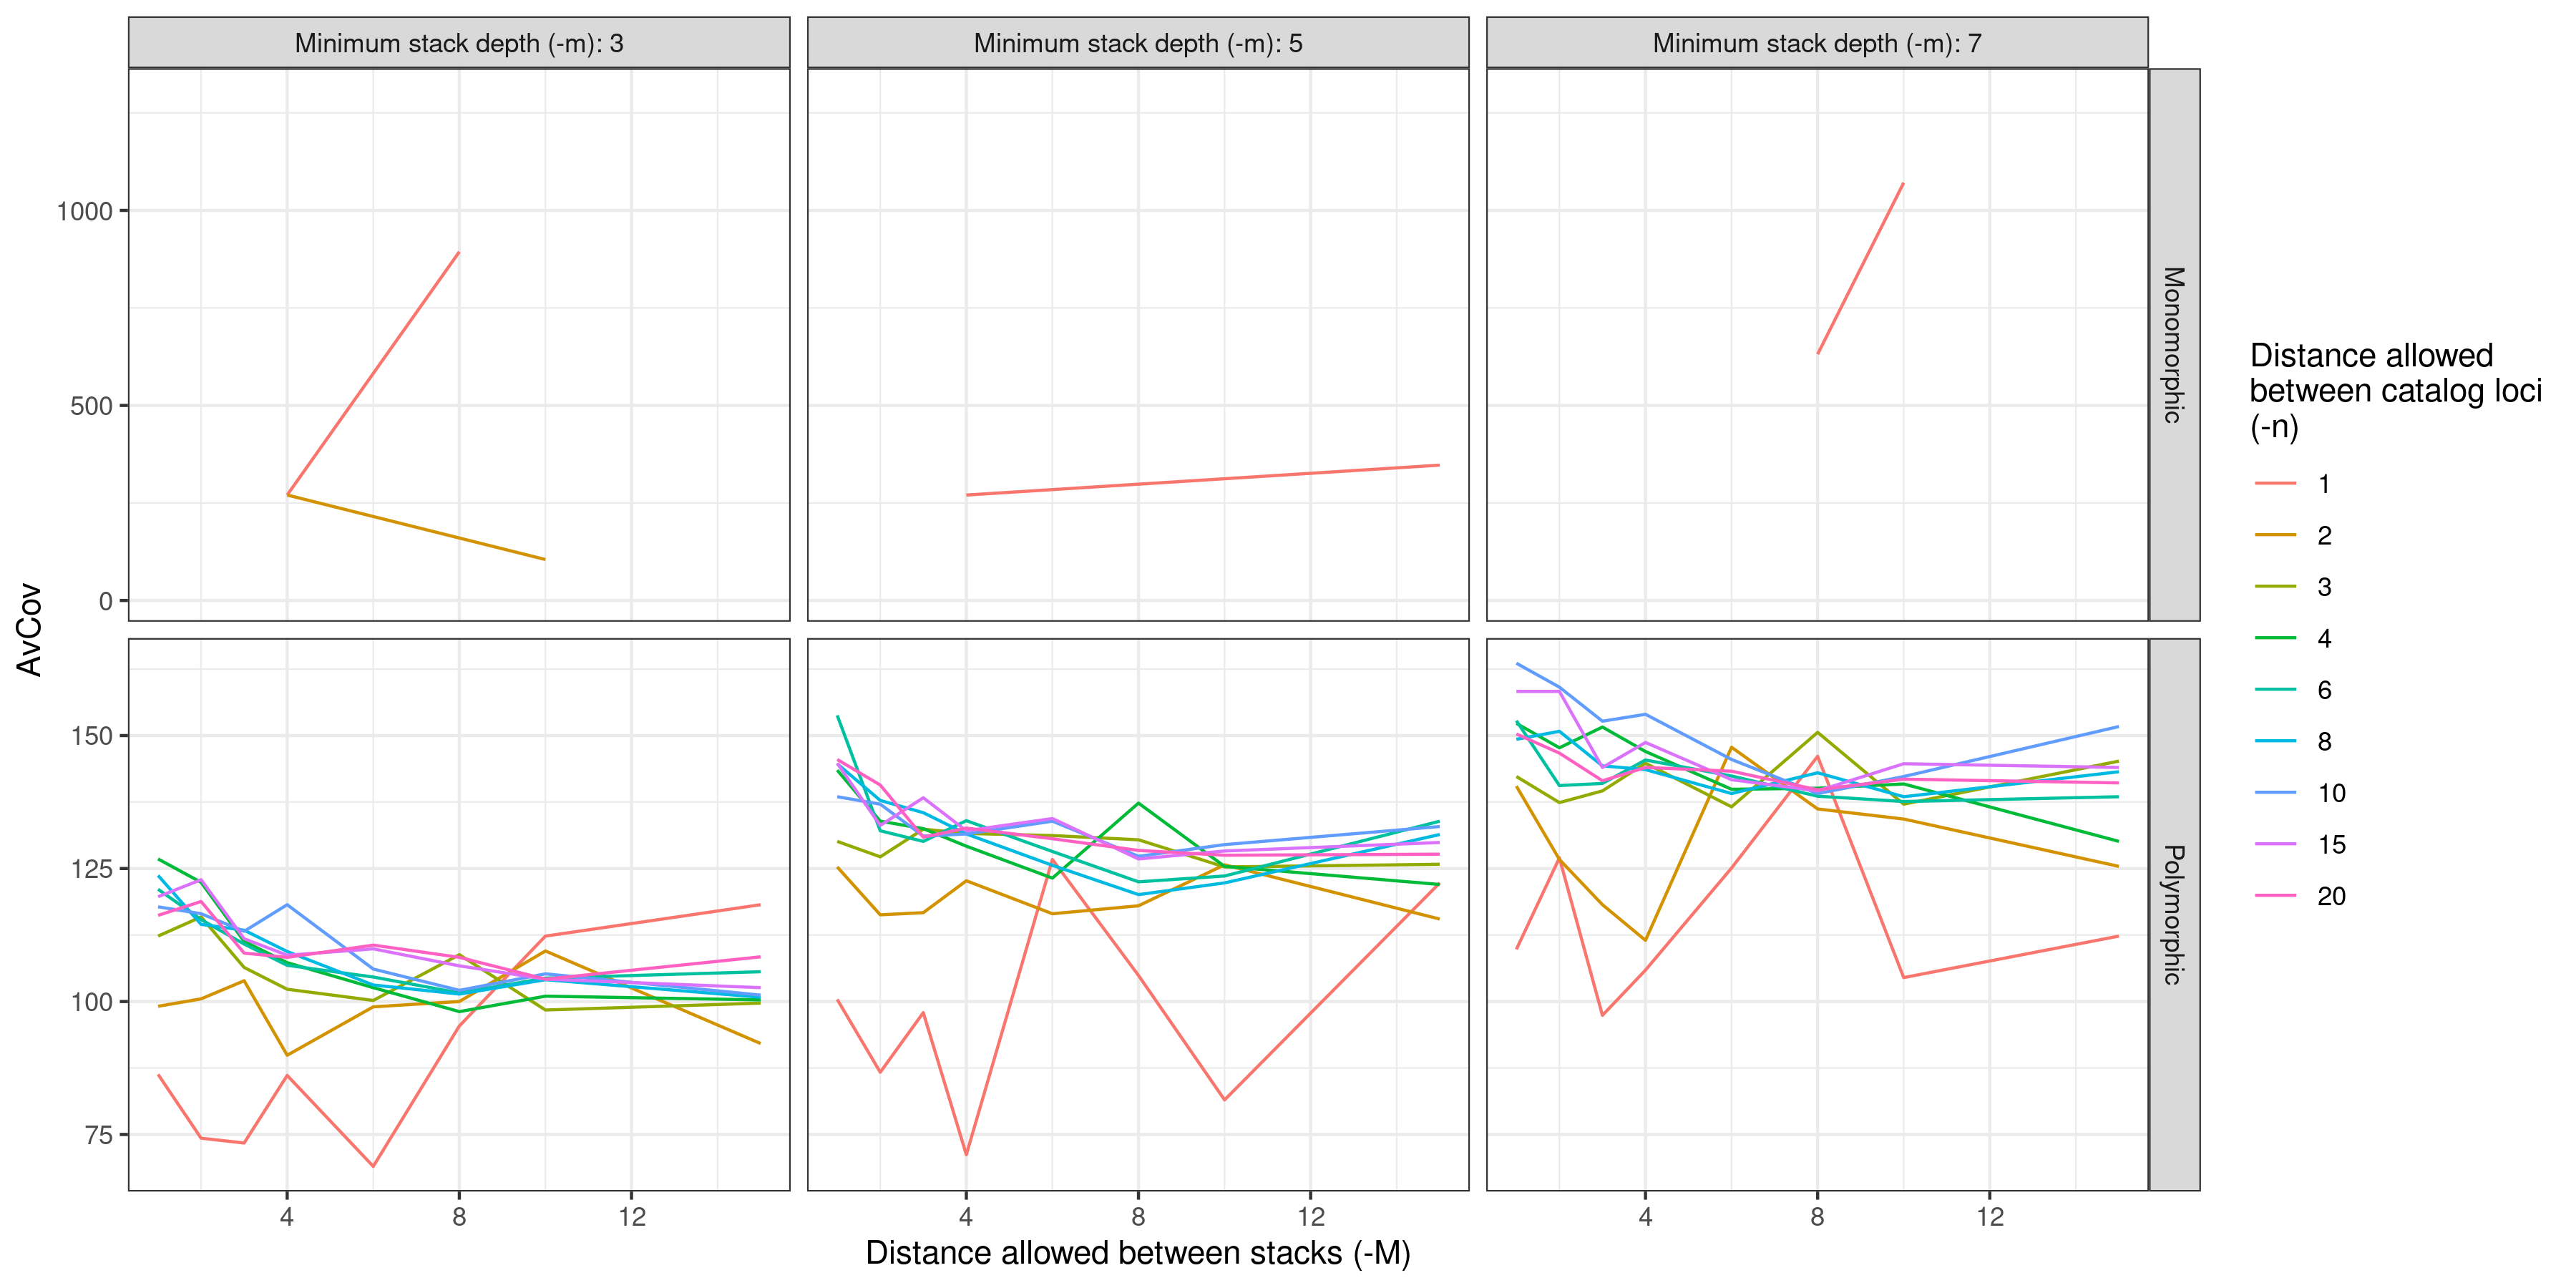 Minimum stack depth (-m): 3
Minimum stack depth (-m): 5
Minimum stack depth (-m): 7
1000
500
0
Monomorphic
AvCov
150
125
100
75
Polymorphic
4
8
12
4
8
12
4
8
12
Distance allowed between stacks (-M)
Distance allowed
between catalog loci
(-n)
1
2
3
4
6
8
10
15
20